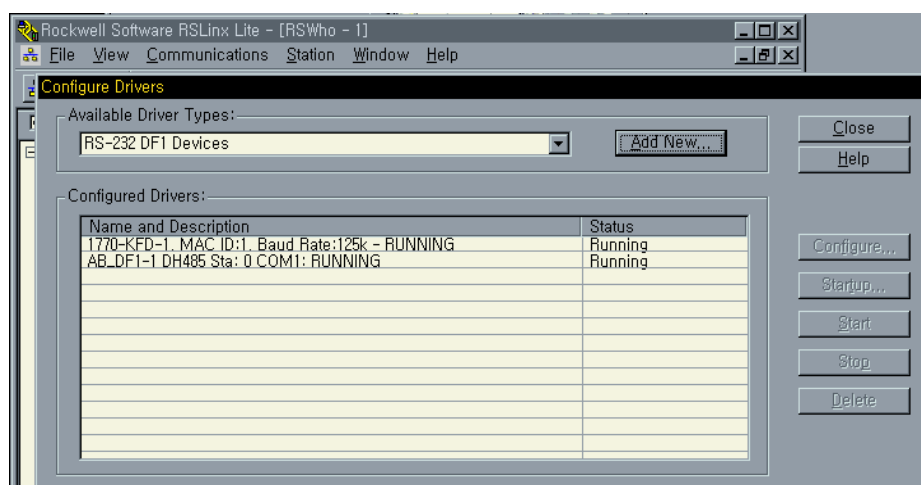 Rockwell Software RSLinx Lite - [RSWho - 1]
File View Communications Station Window Help
Configure Drivers
Available Driver Types:
RS-232 DF1 Devices
Add New...
Close
Help
Configured Drivers:
Name and Description Status
1770-KFD-1, MAC ID:1, Baud Rate:125k - RUNNING Running
AB_DF1-1 DH485 Sta: 0 COM1: RUNNING Running
Configure...
Startup...
Start
Stop
Delete